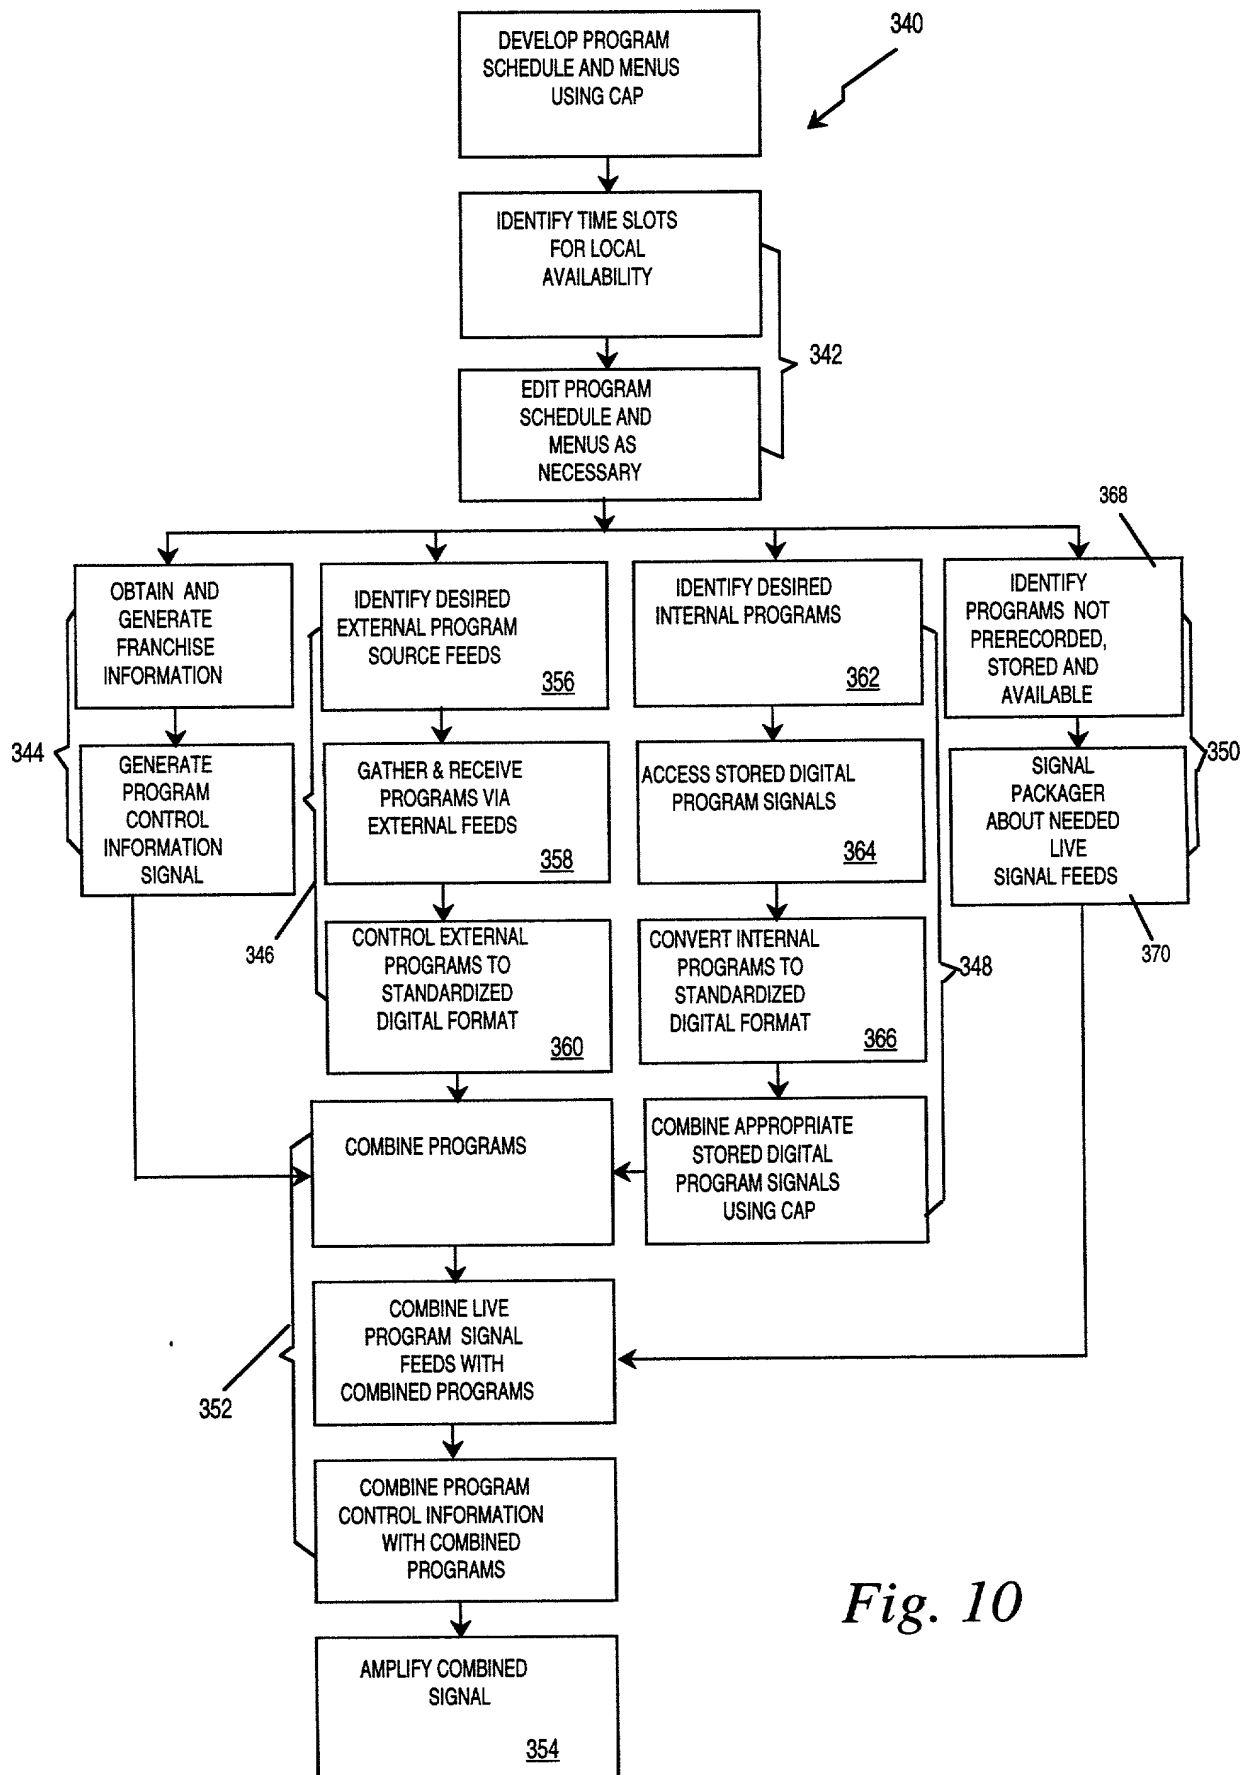 DEVELOP PROGRAM
SCHEDULE AND MENUS
USING CAP
340
IDENTIFY TIME SLOTS
FOR LOCAL
AVAILABILITY
342
EDIT PROGRAM
SCHEDULE AND
MENUS AS
NECESSARY
368
OBTAIN AND
GENERATE
FRANCHISE
INFORMATION
344
GENERATE
PROGRAM
CONTROL
INFORMATION
SIGNAL
IDENTIFY DESIRED
EXTERNAL PROGRAM
SOURCE FEEDS
356
GATHER & RECEIVE
PROGRAMS VIA
EXTERNAL FEEDS
358
346
CONTROL EXTERNAL
PROGRAMS TO
STANDARDIZED
DIGITAL FORMAT
360
IDENTIFY DESIRED
INTERNAL PROGRAMS
362
ACCESS STORED DIGITAL
PROGRAM SIGNALS
364
CONVERT INTERNAL
PROGRAMS TO
STANDARDIZED
DIGITAL FORMAT
366
348
COMBINE APPROPRIATE
STORED DIGITAL
PROGRAM SIGNALS
USING CAP
IDENTIFY
PROGRAMS NOT
PRERECORDED,
STORED AND
AVAILABLE
350
SIGNAL
PACKAGER
ABOUT NEEDED
LIVE
SIGNAL FEEDS
370
COMBINE PROGRAMS
COMBINE LIVE
PROGRAM SIGNAL
FEEDS WITH
COMBINED PROGRAMS
352
COMBINE PROGRAM
CONTROL INFORMATION
WITH COMBINED
PROGRAMS
AMPLIFY COMBINED
SIGNAL
354
Fig. 10